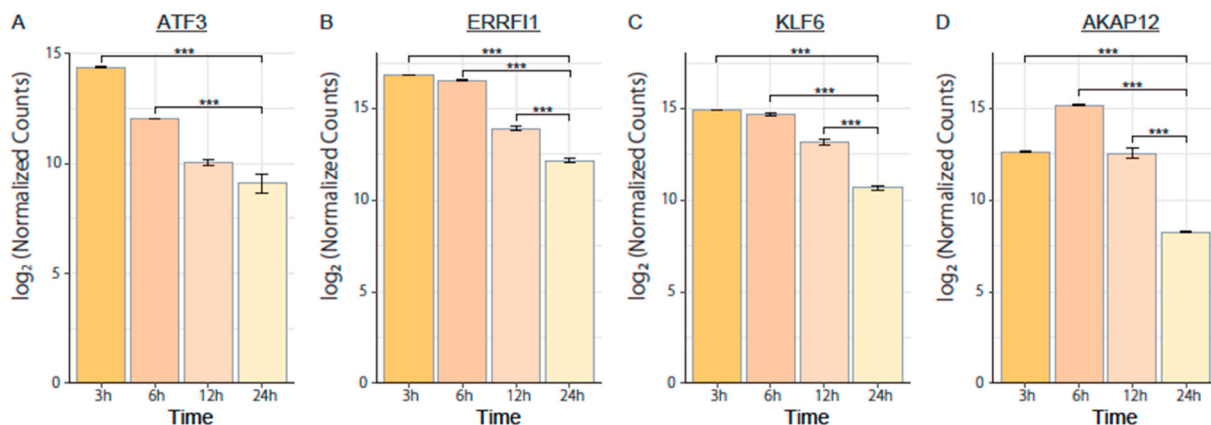 A ATF3
log₂ (Normalized Counts)
15
10
5
0
***
***
3h 6h 12h 24h
Time
B ERRFI1
log₂ (Normalized Counts)
15
10
5
0
***
***
***
3h 6h 12h 24h
Time
C KLF6
log₂ (Normalized Counts)
15
10
5
0
***
***
***
3h 6h 12h 24h
Time
D AKAP12
log₂ (Normalized Counts)
15
10
5
0
***
***
***
3h 6h 12h 24h
Time